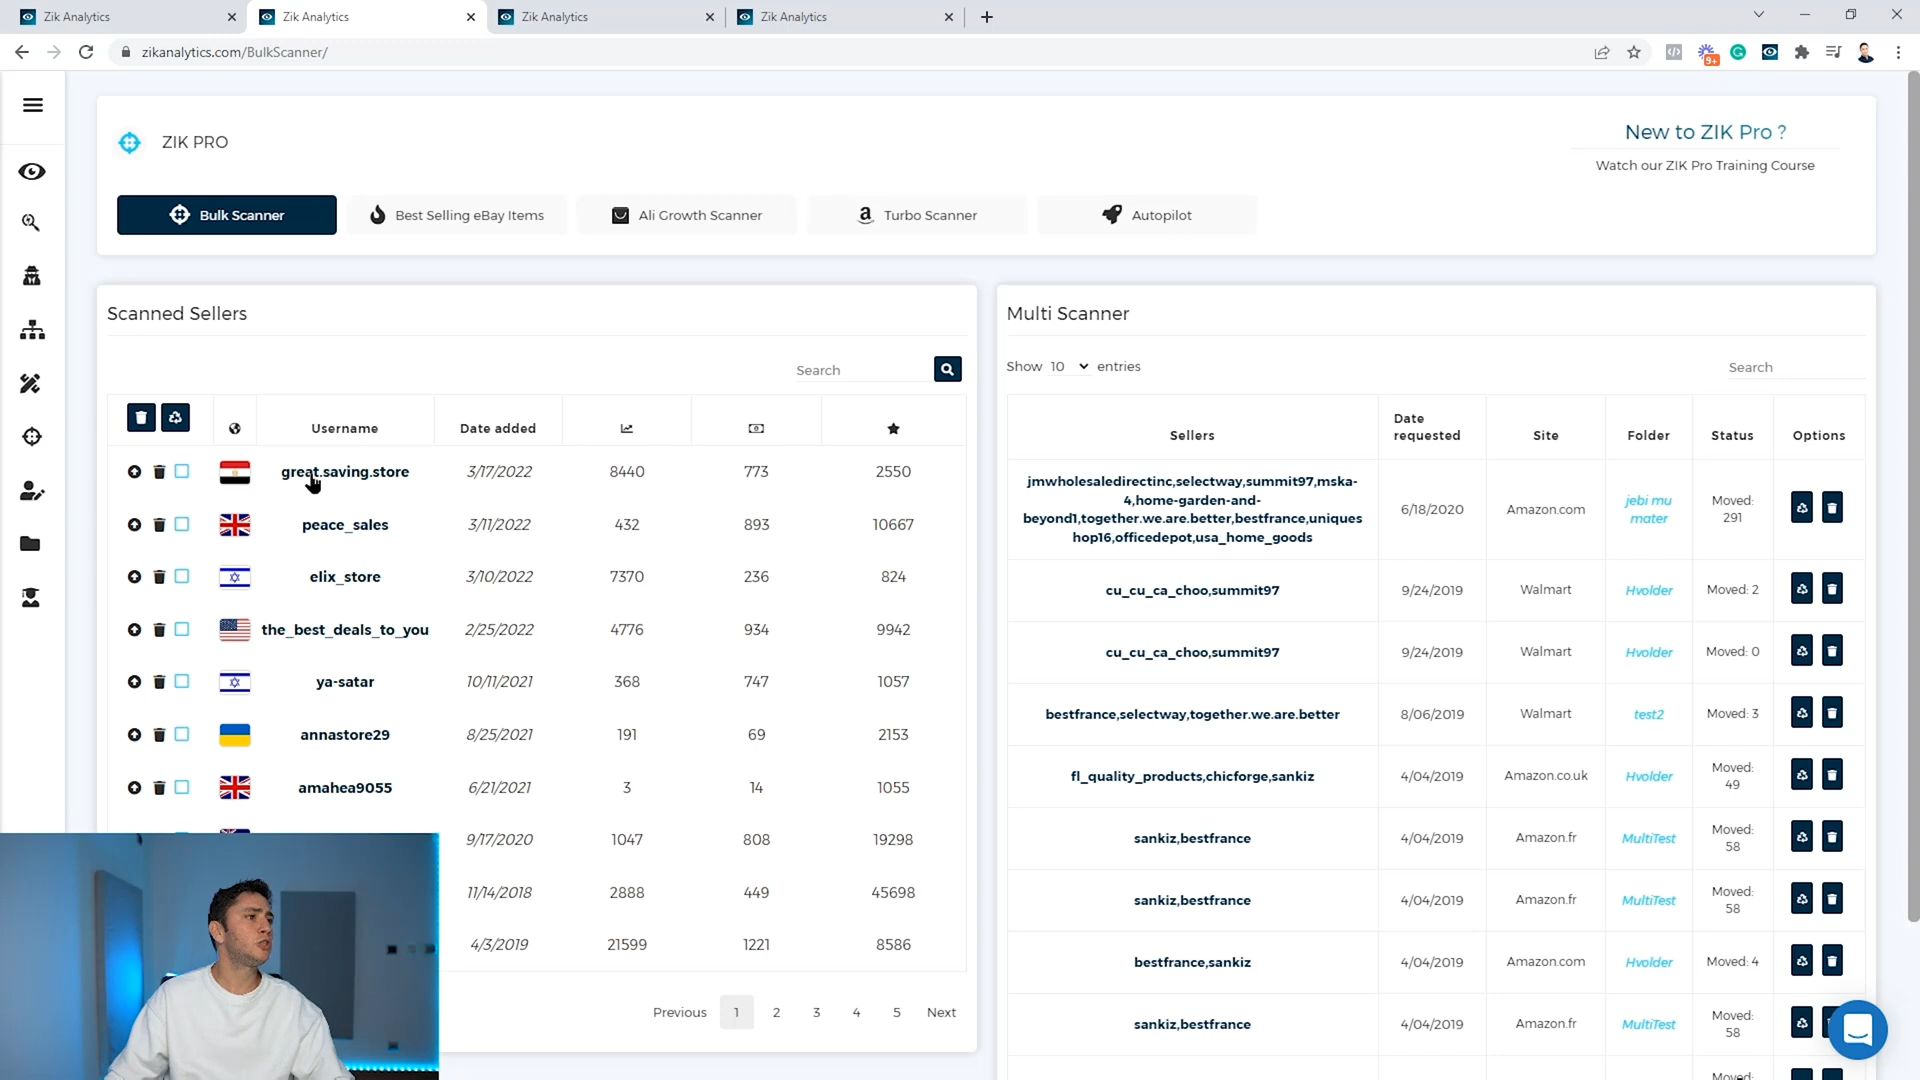 Zik Analytics
Zik Analytics
Zik Analytics
Zik Analytics
zikanalytics.com/BulkScanner/
9+
ZIK PRO
New to ZIK Pro ?
Watch our ZIK Pro Training Course
Bulk Scanner
Best Selling eBay Items
Ali Growth Scanner
Turbo Scanner
Autopilot
Scanned Sellers
Search
Username Date added
great.saving.store 3/17/2022 8440 773 2550
peace_sales 3/11/2022 432 893 10667
elix_store 3/10/2022 7370 236 824
the_best_deals_to_you 2/25/2022 4776 934 9942
ya-satar 10/11/2021 368 747 1057
annastore29 8/25/2021 191 69 2153
amahea9055 6/21/2021 3 14 1055
9/17/2020 1047 808 19298
11/14/2018 2888 449 45698
4/3/2019 21599 1221 8586
Previous 1 2 3 4 5 Next
Multi Scanner
Show 10 entries
Search
Sellers Date requested Site Folder Status Options
jmwholesaledirectinc,selectway,summit97,mska-
4,home-garden-and-
beyond1,together.we.are.better,bestfrance,uniques
hop16,officedepot,usa_home_goods
6/18/2020 Amazon.com jebi mu mater Moved: 291
cu_cu_ca_choo,summit97 9/24/2019 Walmart Hvolder Moved: 2
cu_cu_ca_choo,summit97 9/24/2019 Walmart Hvolder Moved: 0
bestfrance,selectway,together.we.are.better 8/06/2019 Walmart test2 Moved: 3
fl_quality_products,chicforge,sankiz 4/04/2019 Amazon.co.uk Hvolder Moved: 49
sankiz,bestfrance 4/04/2019 Amazon.fr MultiTest Moved: 58
sankiz,bestfrance 4/04/2019 Amazon.fr MultiTest Moved: 58
bestfrance,sankiz 4/04/2019 Amazon.com Hvolder Moved: 4
sankiz,bestfrance 4/04/2019 Amazon.fr MultiTest Moved: 58
Moved: